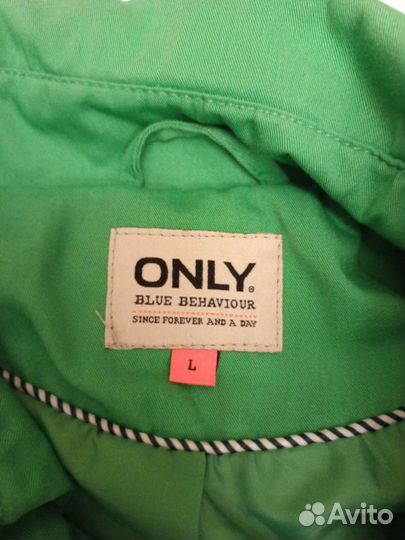 ONLY®
BLUE BEHAVIOUR
SINCE FOREVER AND A DAY
L
Avito